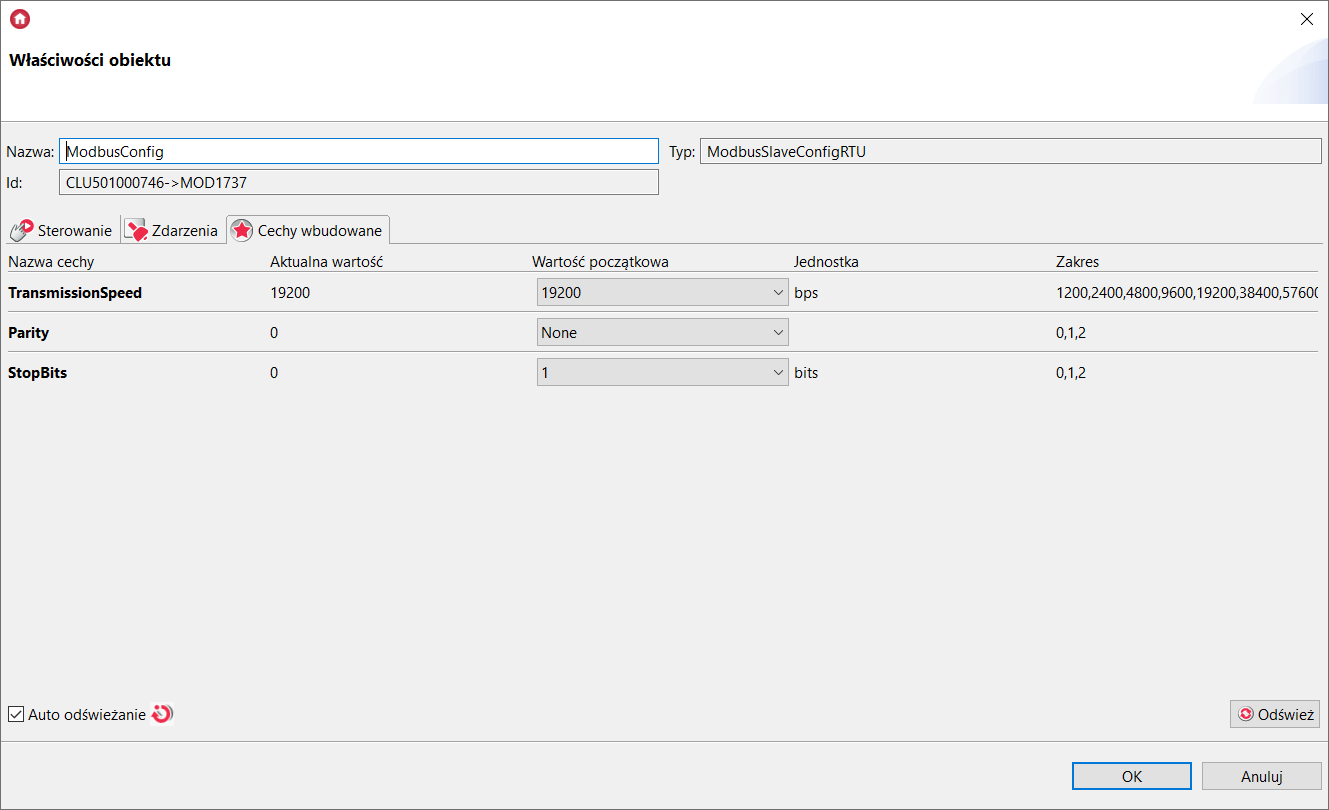 Właściwości obiektu
Nazwa: ModbusConfig Typ: ModbusSlaveConfigRTU
Id: CLU501000746->MOD1737
Sterowanie Zdarzenia Cechy wbudowane
Nazwa cechy Aktualna wartość Wartość początkowa Jednostka Zakres
TransmissionSpeed 19200 19200 bps 1200,2400,4800,9600,19200,38400,57600
Parity 0 None 0,1,2
StopBits 0 1 bits 0,1,2
Auto odświeżanie Odśwież
OK Anuluj